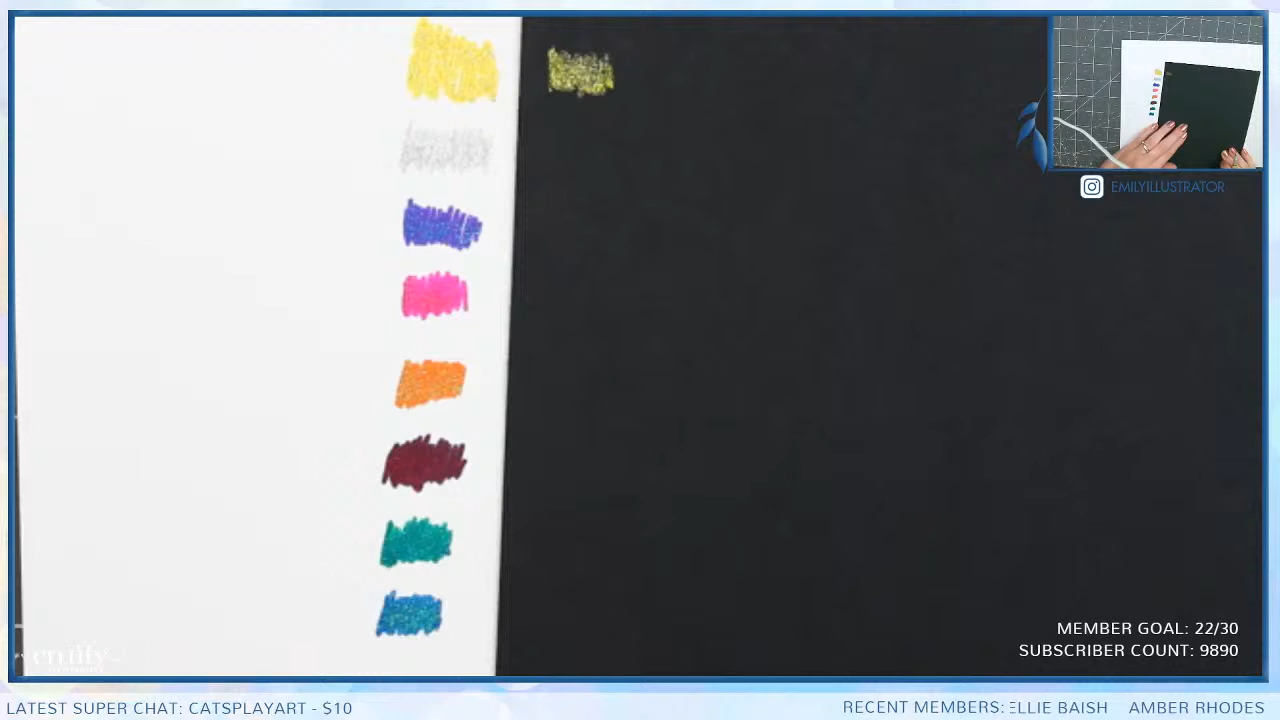 EMILYILLUSTRATOR
MEMBER GOAL: 22/30
SUBSCRIBER COUNT: 9890
emily
LATEST SUPER CHAT: CATSPLAYART - $10
RECENT MEMBERS: ELLIE BAISH AMBER RHODES